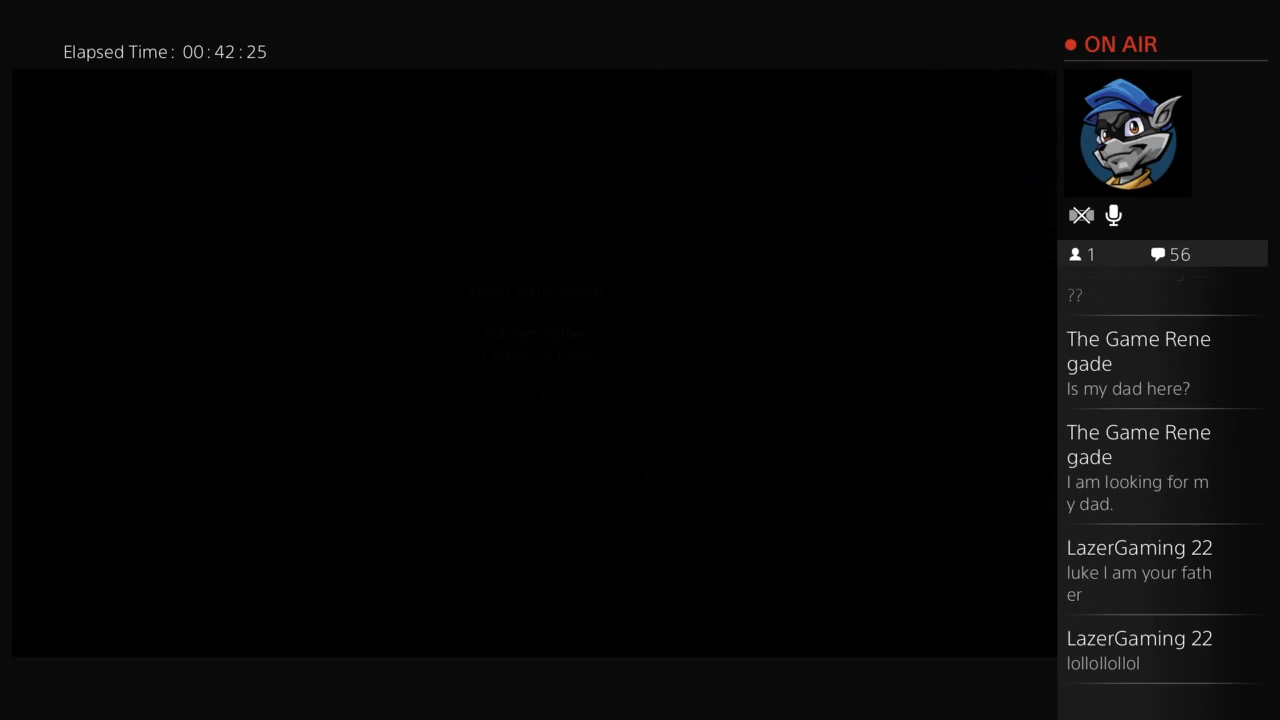 Elapsed Time: 00:42:25
ON AIR
1
56
??
The Game Rene
gade
Is my dad here?
The Game Rene
gade
I am looking for m
y dad.
LazerGaming 22
luke I am your fath
er
LazerGaming 22
lollollollol